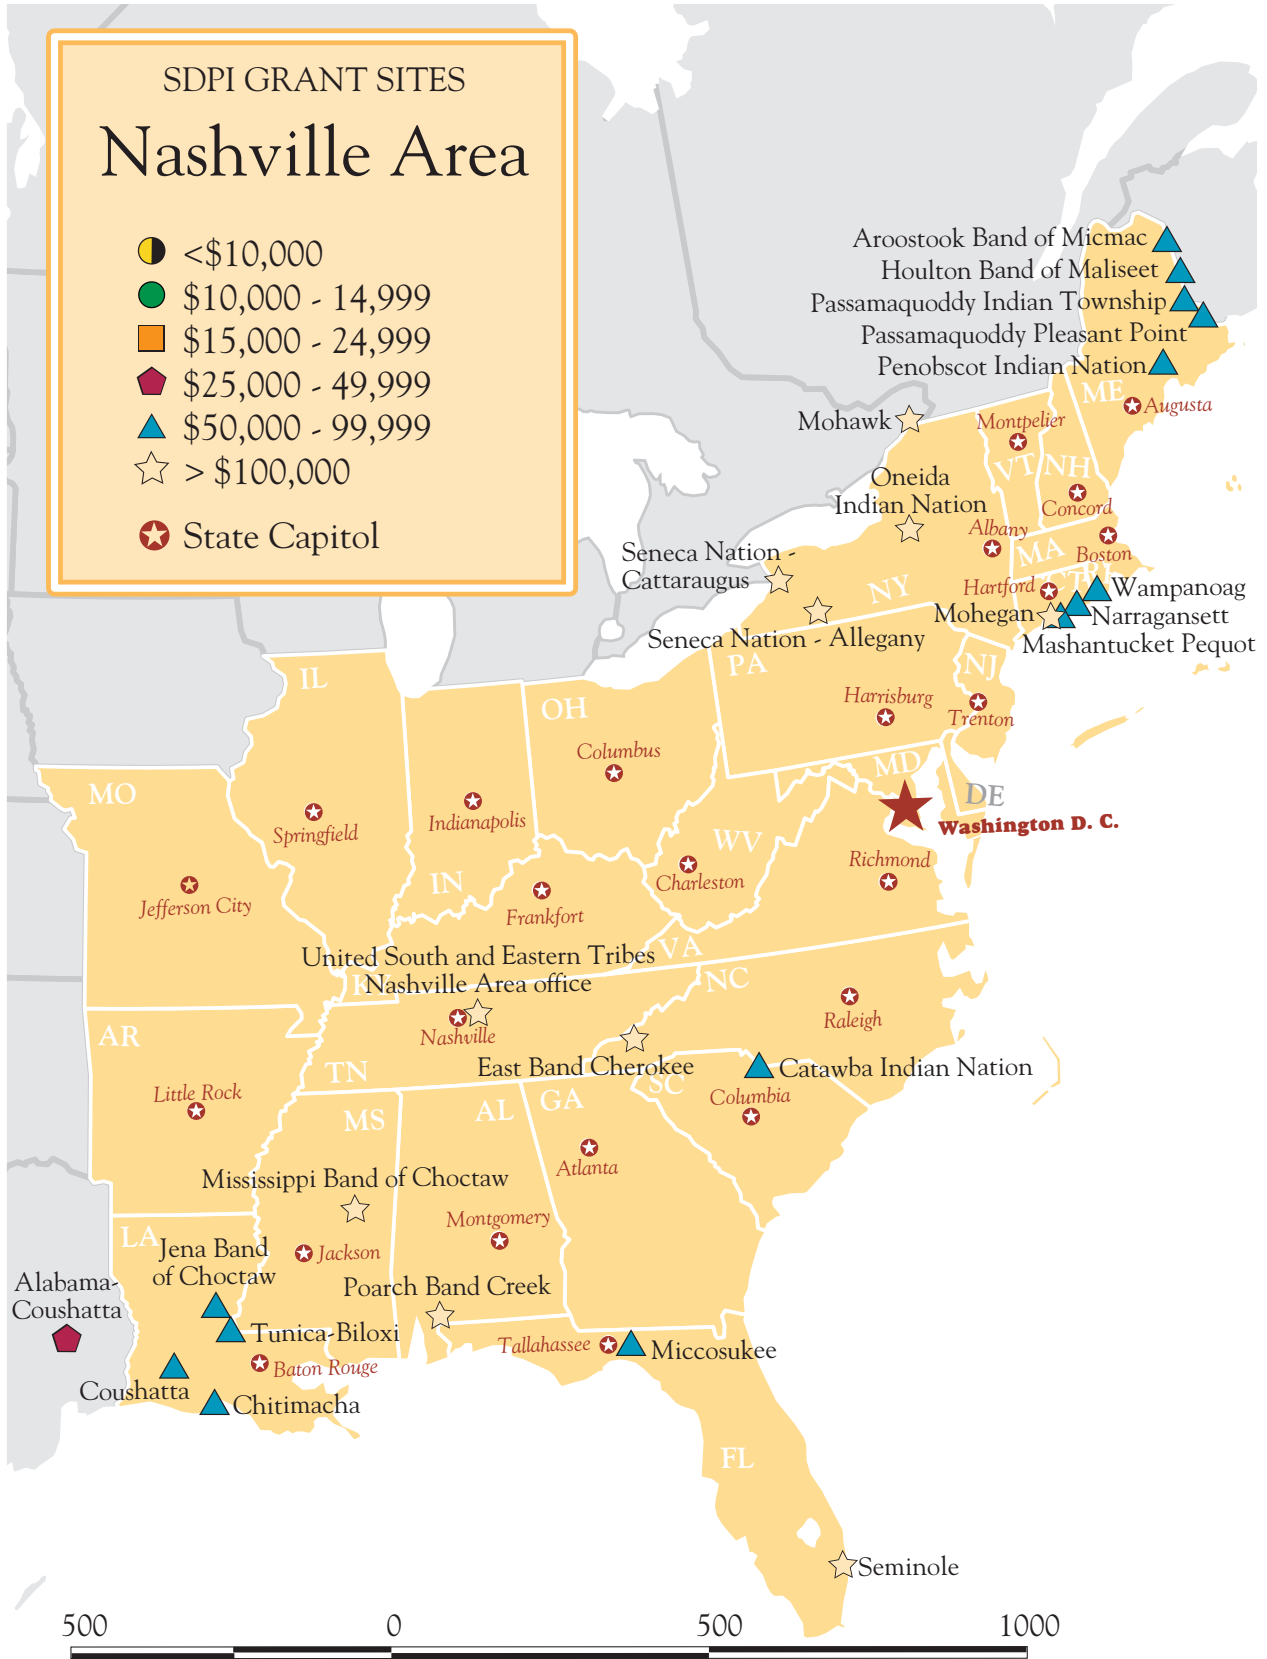 SDPI GRANT SITES
Nashville Area
<$10,000
$10,000 - 14,999
$15,000 - 24,999
$25,000 - 49,999
$50,000 - 99,999
> $100,000
State Capitol
Aroostook Band of Micmac
Houlton Band of Maliseet
Passamaquoddy Indian Township
Passamaquoddy Pleasant Point
Penobscot Indian Nation
ME
Augusta
Mohawk
Montpelier
VT
NH
Oneida
Indian Nation
Concord
Albany
MA
Boston
Seneca Nation -
Cattaraugus
NY
Hartford
CT
RI
Wampanoag
Mohegan
Narragansett
Seneca Nation - Allegany
Mashantucket Pequot
PA
NJ
IL
OH
Harrisburg
Trenton
Columbus
MD
MO
DE
Washington D. C.
Springfield
Indianapolis
WV
Richmond
IN
Charleston
Jefferson City
Frankfort
VA
United South and Eastern Tribes
Nashville Area office
KY
NC
Raleigh
AR
Nashville
East Band Cherokee
Catawba Indian Nation
TN
SC
Little Rock
Columbia
MS
AL
GA
Atlanta
Mississippi Band of Choctaw
Montgomery
LA
Jena Band
of Choctaw
Jackson
Alabama-
Coushatta
Poarch Band Creek
Tunica-Biloxi
Tallahassee
Miccosukee
Baton Rouge
Coushatta
Chitimacha
FL
Seminole
500 0 500 1000